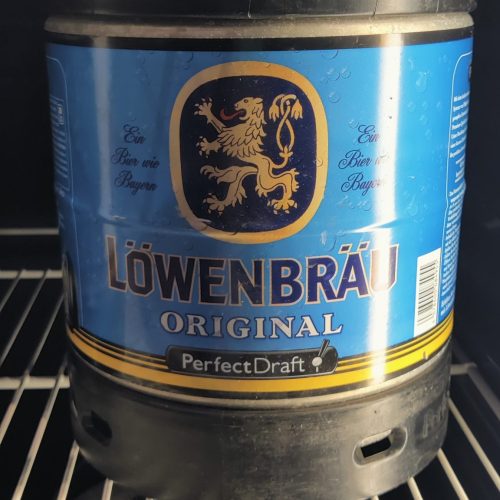 Ein
Bier wie
Bayern
Ein
Bier wie
Bayern
LÖWENBRÄU
ORIGINAL
PerfectDraft